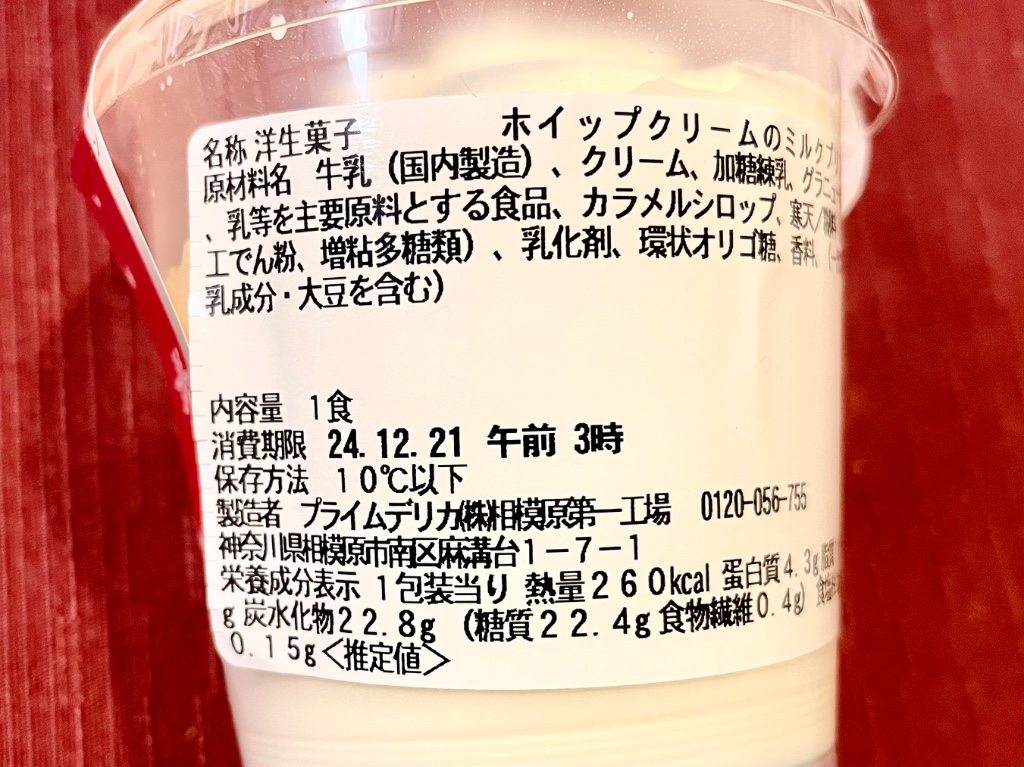 名称 洋生菓子 ホイップクリームのミルクプリ
原材料名 牛乳（国内製造）、クリーム、加糖練乳、グラニュー
、乳等を主要原料とする食品、カラメルシロップ、寒天／
工でん粉、増粘多糖類）、乳化剤、環状オリゴ糖、香料、（一
乳成分・大豆を含む）
内容量 1食
消費期限 24.12.21 午前 3時
保存方法 10℃以下
製造者 プライムデリカ㈱相模原第一工場 0120-056-755
神奈川県相模原市南区麻溝台1－7－1
栄養成分表示 1包装当り 熱量260kcal 蛋白質4.3g 脂質
g 炭水化物22.8g （糖質22.4g 食物繊維0.4g） 食塩
0.15g＜推定値＞